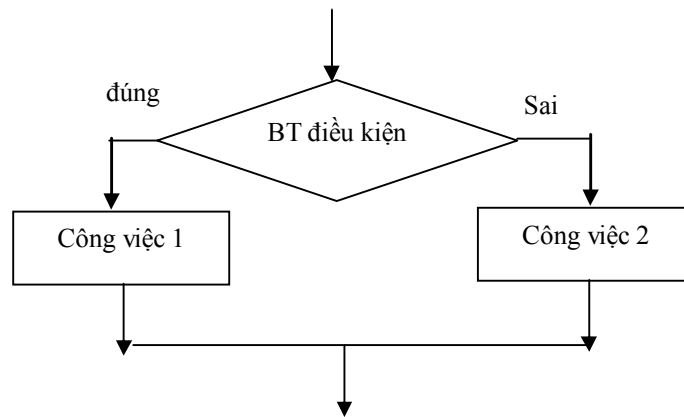 đúng
Sai
BT điều kiện
Công việc 1
Công việc 2